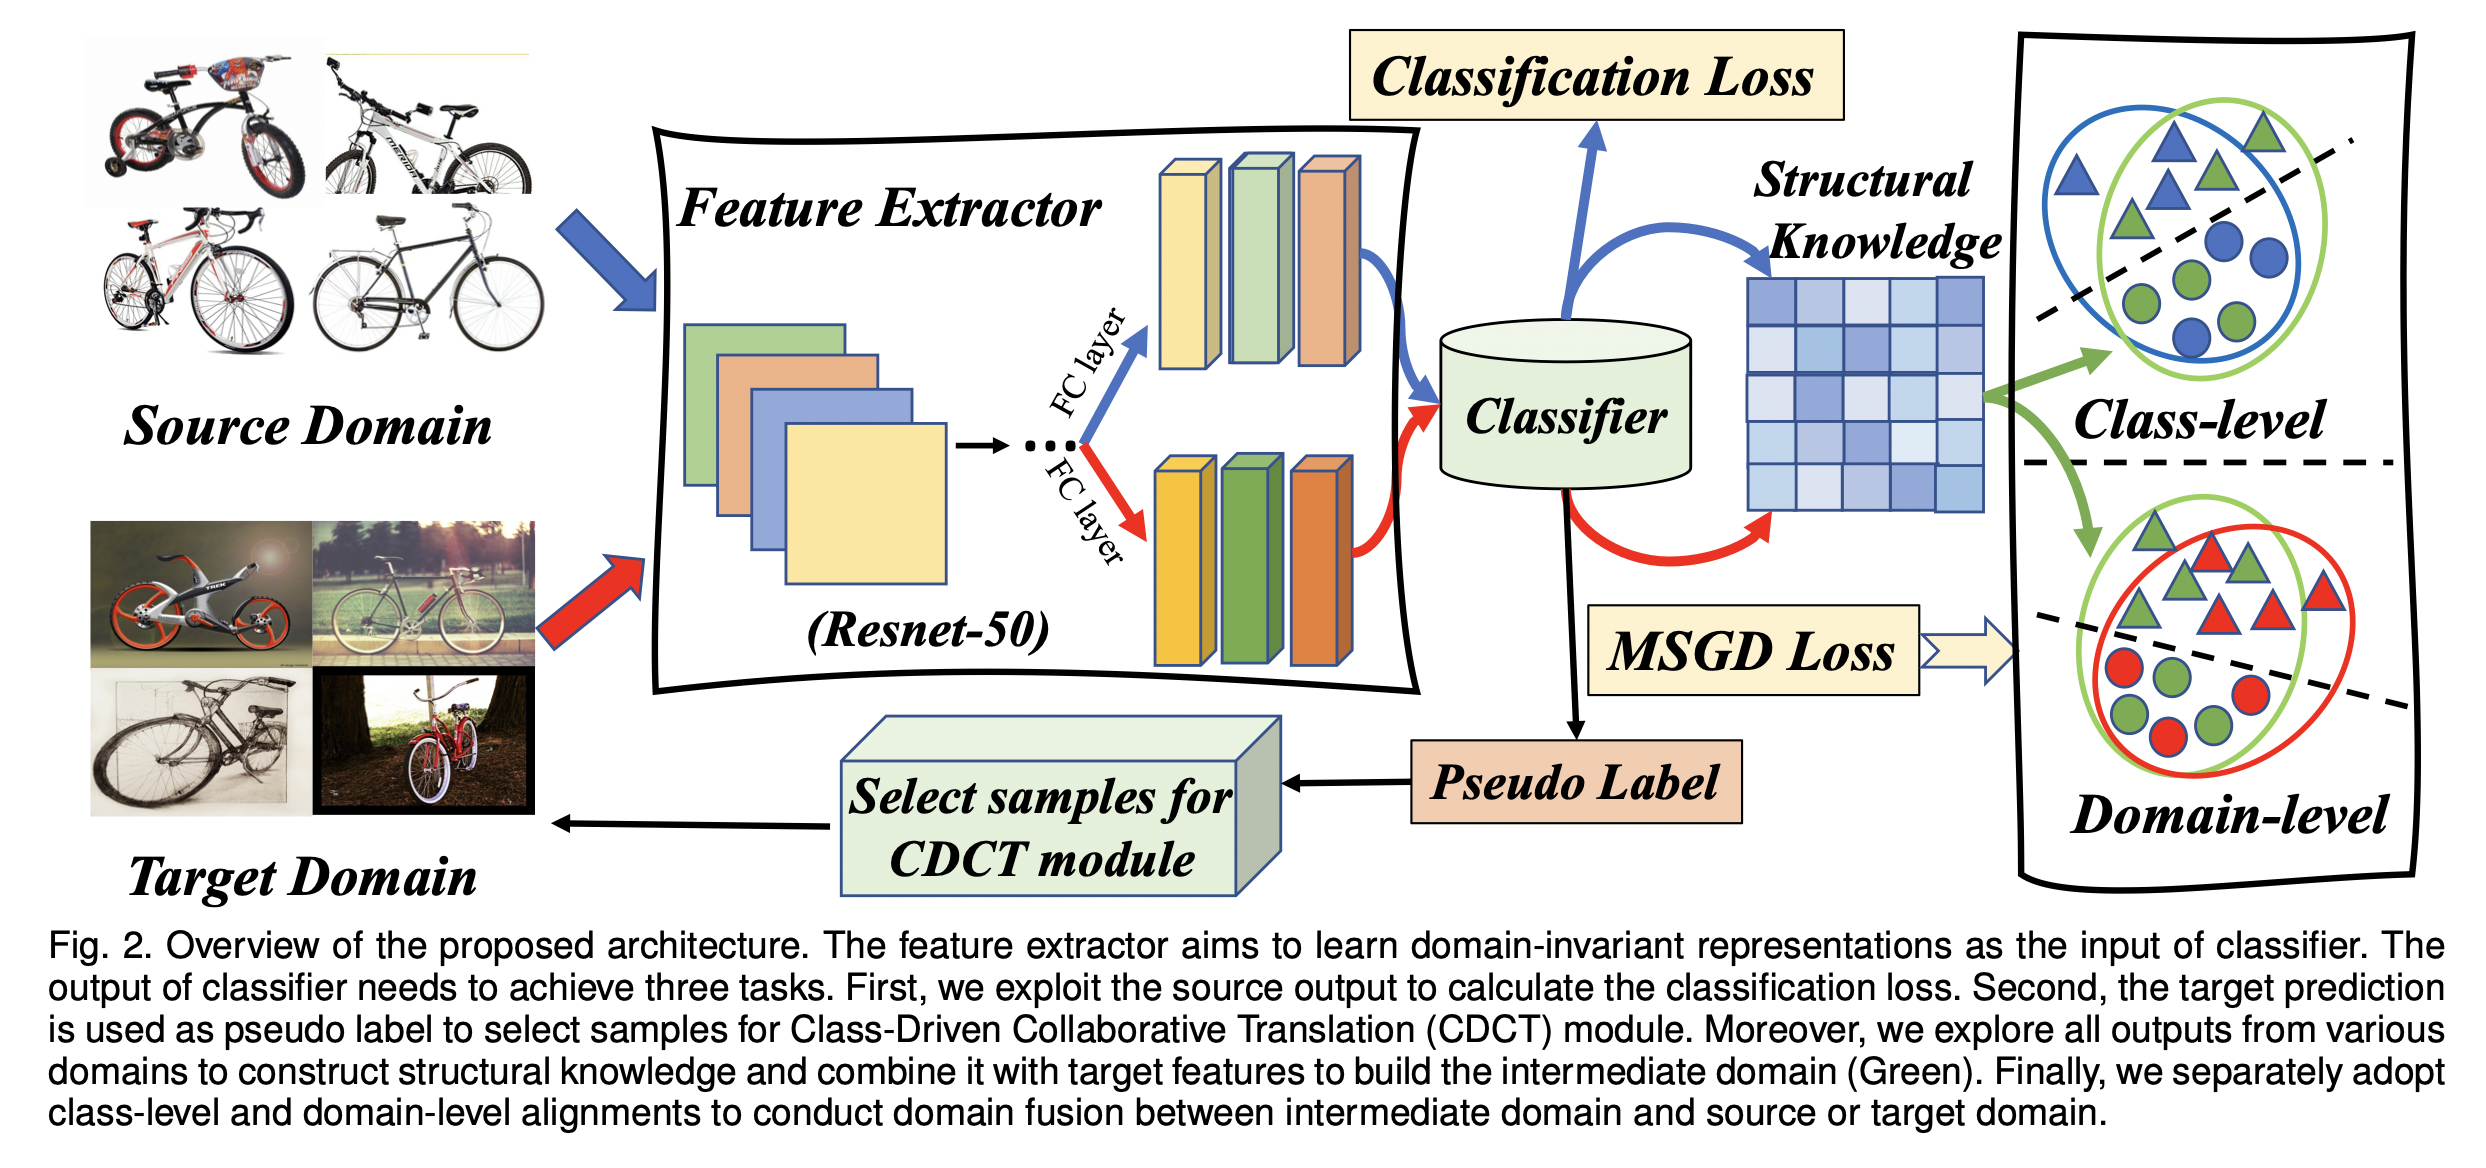 Classification Loss
Structural
Knowledge
Feature Extractor
FC layer
FC layer
(Resnet-50)
Classifier
Source Domain
Class-level
MSGD Loss
Pseudo Label
Select samples for
CDCT module
Domain-level
Target Domain
MERIDA
TREK
Fig. 2. Overview of the proposed architecture. The feature extractor aims to learn domain-invariant representations as the input of classifier. The
output of classifier needs to achieve three tasks. First, we exploit the source output to calculate the classification loss. Second, the target prediction
is used as pseudo label to select samples for Class-Driven Collaborative Translation (CDCT) module. Moreover, we explore all outputs from various
domains to construct structural knowledge and combine it with target features to build the intermediate domain (Green). Finally, we separately adopt
class-level and domain-level alignments to conduct domain fusion between intermediate domain and source or target domain.